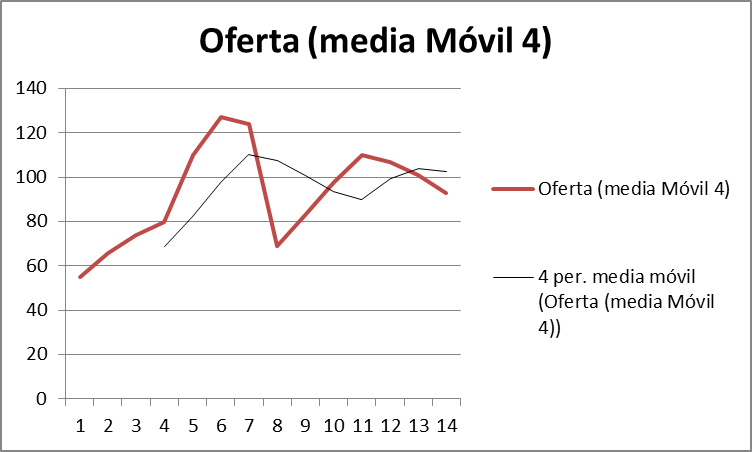 Oferta (media Móvil 4)
140
120
100
80
60
40
20
0
1 2 3 4 5 6 7 8 9 10 11 12 13 14
Oferta (media Móvil 4)
4 per. media móvil
(Oferta (media Móvil
4))